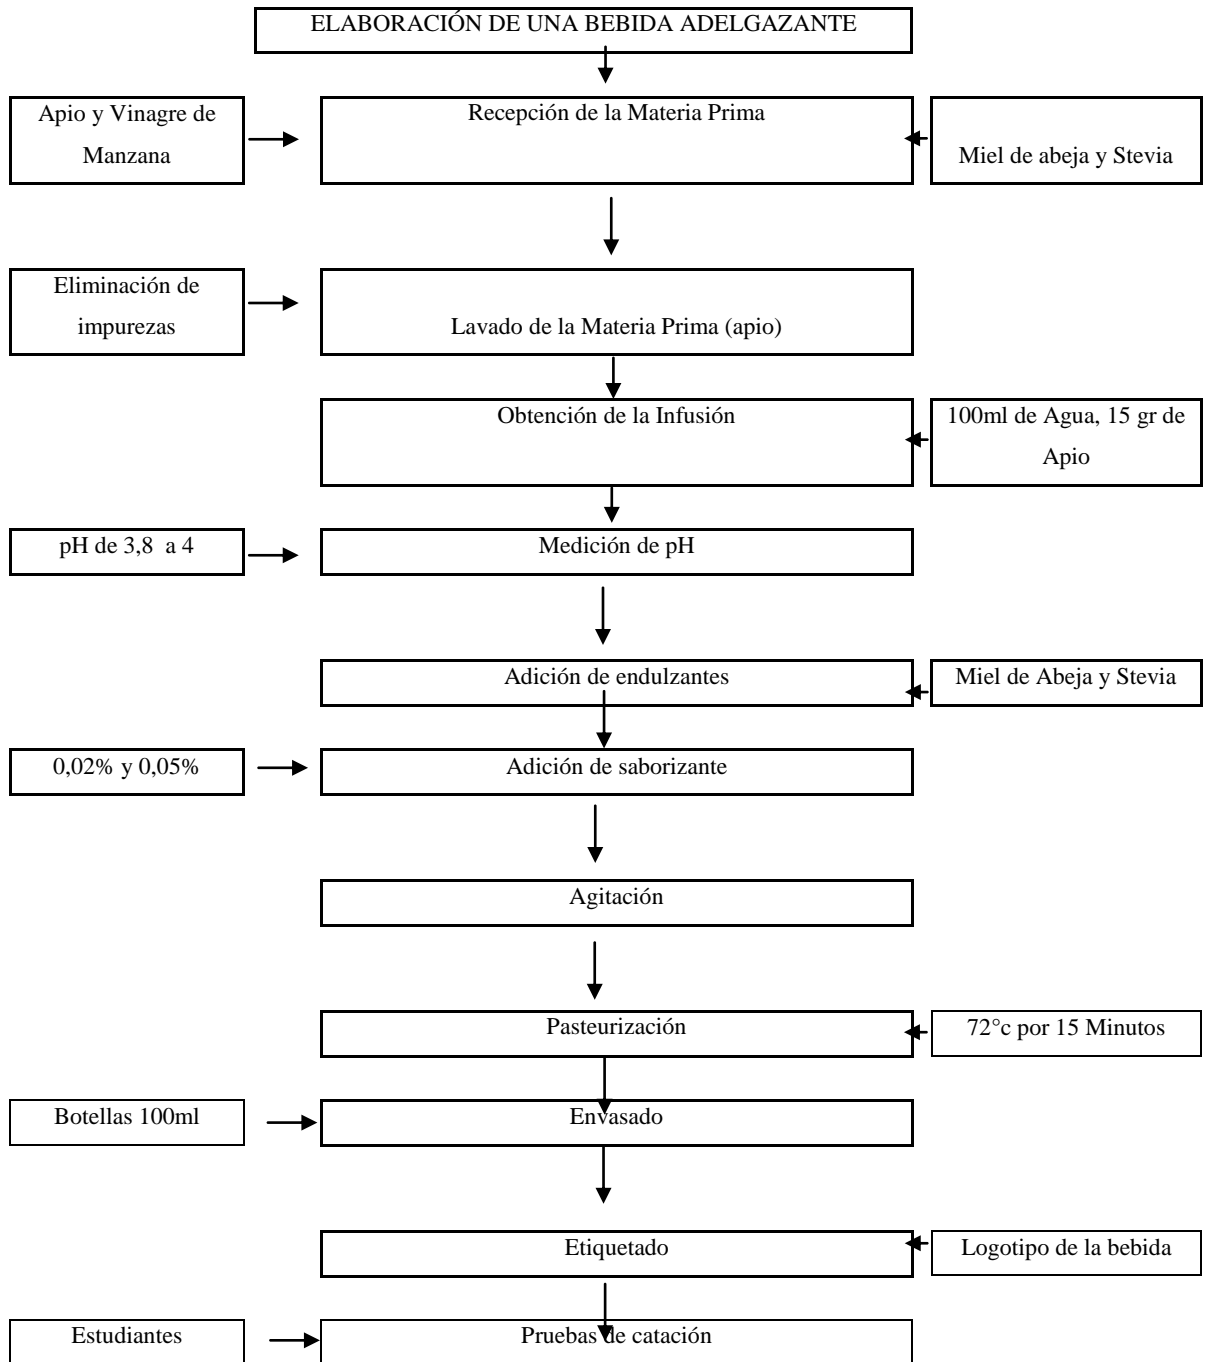 ELABORACIÓN DE UNA BEBIDA ADELGAZANTE
Apio y Vinagre de
Manzana
Recepción de la Materia Prima
Miel de abeja y Stevia
Eliminación de
impurezas
Lavado de la Materia Prima (apio)
Obtención de la Infusión
100ml de Agua, 15 gr de
Apio
pH de 3,8  a 4
Medición de pH
Adición de endulzantes
Miel de Abeja y Stevia
0,02% y 0,05%
Adición de saborizante
Agitación
Pasteurización
72°c por 15 Minutos
Botellas 100ml
Envasado
Etiquetado
Logotipo de la bebida
Estudiantes
Pruebas de catación